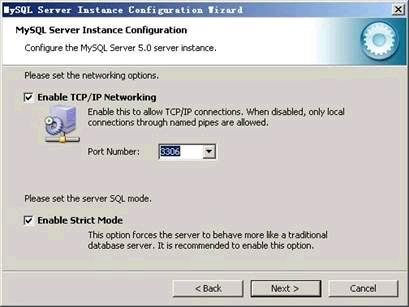 MySQL Server Instance Configuration Wizard
MySQL Server Instance Configuration
Configure the MySQL Server 5.0 server instance.
Please set the networking options.
Enable TCP/IP Networking
Enable this to allow TCP/IP connections. When disabled, only local
connections through named pipes are allowed.
Port Number: 3306
Please set the server SQL mode.
Enable Strict Mode
This option forces the server to behave more like a traditional
database server. It is recommended to enable this option.
< Back Next > Cancel